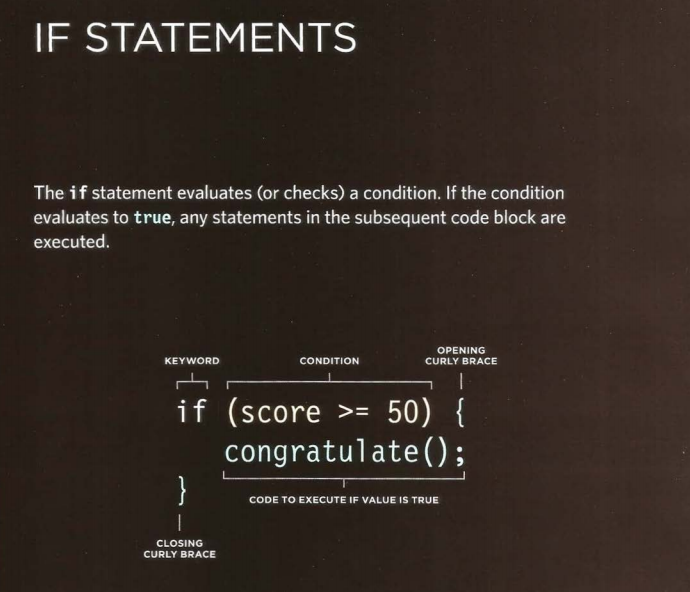 IF STATEMENTS
The if statement evaluates (or checks) a condition. If the condition
evaluates to true, any statements in the subsequent code block are
executed.
KEYWORD CONDITION OPENING
CURLY BRACE
if (score >= 50) {
congratulate();
}
CODE TO EXECUTE IF VALUE IS TRUE
CLOSING
CURLY BRACE